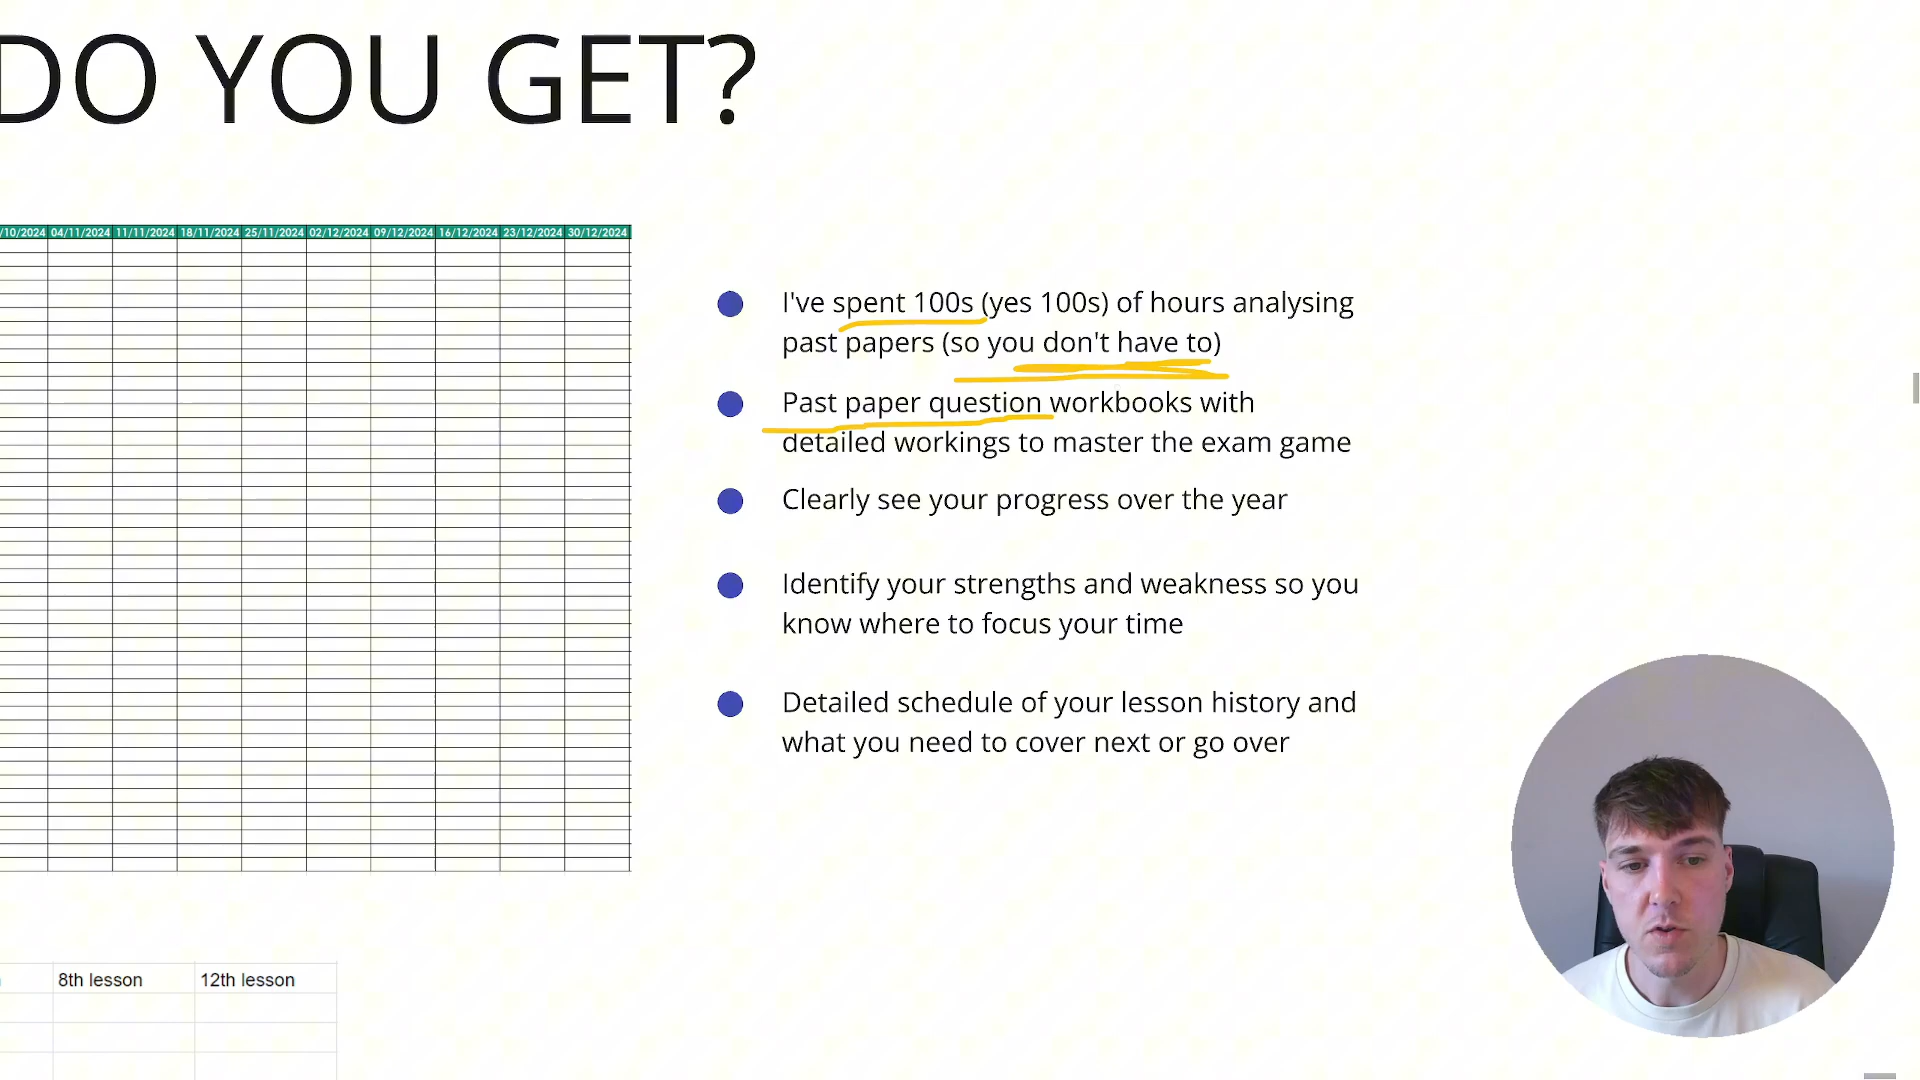 DO YOU GET?
/10/2024 04/11/2024 11/11/2024 18/11/2024 25/11/2024 02/12/2024 09/12/2024 16/12/2024 23/12/2024 30/12/2024
I've spent 100s (yes 100s) of hours analysing
past papers (so you don't have to)
Past paper question workbooks with
detailed workings to master the exam game
Clearly see your progress over the year
Identify your strengths and weakness so you
know where to focus your time
Detailed schedule of your lesson history and
what you need to cover next or go over
8th lesson 12th lesson